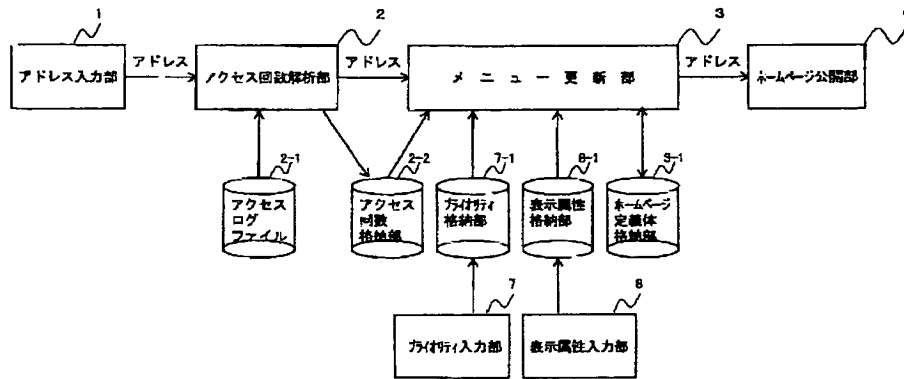 1
2
3
アドレス入力部
アドレス
アクセス回数解析部
アドレス
メニュー更新部
アドレス
ホームページ公開部
2-1
2-2
7-1
8-1
3-1
アクセス
ログ
ファイル
アクセス
回数
格納部
プライオリティ
格納部
表示属性
格納部
ホームページ
定義体
格納部
7
8
プライオリティ入力部
表示属性入力部